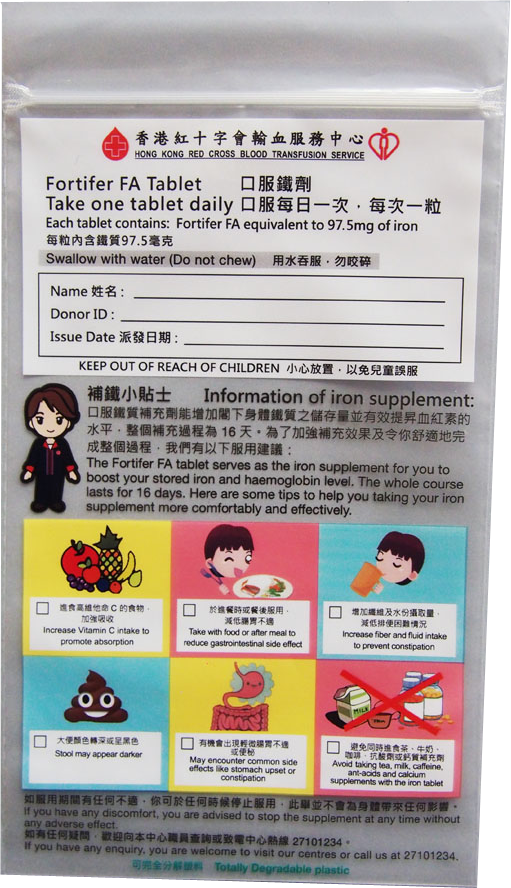 香港紅十字會輸血服務中心
HONG KONG RED CROSS BLOOD TRANSFUSION SERVICE
Fortifer FA Tablet 口服鐵劑
Take one tablet daily 口服每日一次，每次一粒
Each tablet contains: Fortifer FA equivalent to 97.5mg of iron
每粒內含鐵質97.5毫克
Swallow with water (Do not chew) 用水吞服，勿咬碎
Name 姓名 :
Donor ID :
Issue Date 派發日期 :
KEEP OUT OF REACH OF CHILDREN 小心放置，以免兒童誤服
補鐵小貼士 Information of iron supplement:
口服鐵質補充劑能增加閣下身體鐵質之儲存量並有效提昇血紅素的
水平，整個補充過程為 16 天。為了加強補充效果及令你舒適地完
成整個過程，我們有以下服用建議：
The Fortifer FA tablet serves as the iron supplement for you to
boost your stored iron and haemoglobin level. The whole course
lasts for 16 days. Here are some tips to help you taking your iron
supplement more comfortably and effectively.
進食高維他命 C 的食物，
加強吸收
Increase Vitamin C intake to
promote absorption
於進餐時或餐後服用，
減低腸胃不適
Take with food or after meal to
reduce gastrointestinal side effect
增加纖維及水份攝取量，
減低排便困難情況
Increase fiber and fluid intake
to prevent constipation
大便顏色轉深或呈黑色
Stool may appear darker
有機會出現輕微腸胃不適
或便秘
May encounter common side
effects like stomach upset or
constipation
MILK
避免同時進食茶、牛奶、
咖啡、抗酸劑或鈣質補充劑
Avoid taking tea, milk, caffeine,
ant-acids and calcium
supplements with the iron tablet
如服用期間有任何不適，你可於任何時候停止服用，此舉並不會為身體帶來任何影響。
If you have any discomfort, you are advised to stop the supplement at any time without
any adverse effect.
如有任何疑問，歡迎向本中心職員查詢或致電中心熱線 27101234。
If you have any enquiry, you are welcome to visit our centres or call us at 27101234.
可完全分解膠料 Totally Degradable plastic